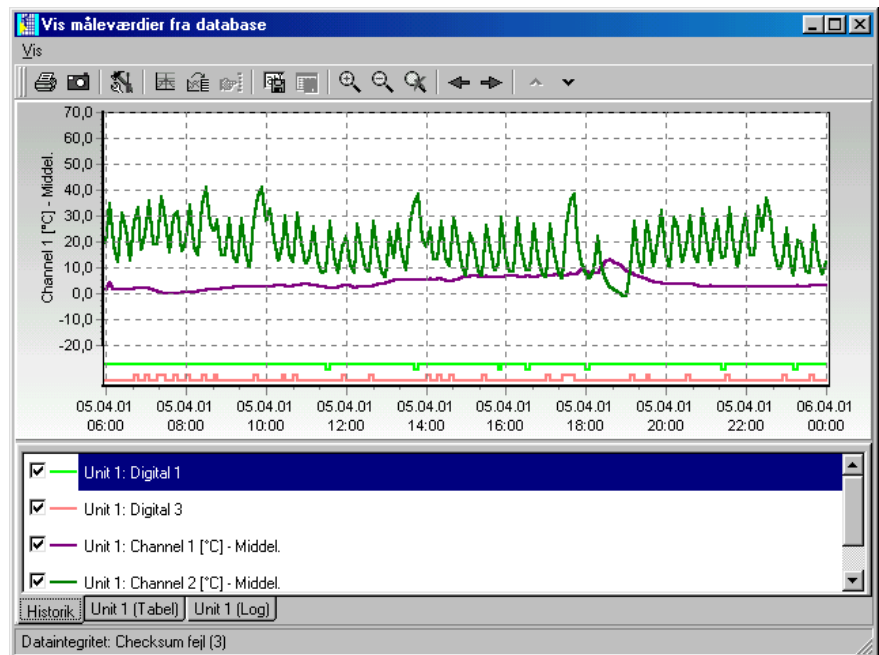 Vis måleværdier fra database
Vis
Channel 1 [°C] - Middel.
70,0
60,0
50,0
40,0
30,0
20,0
10,0
0,0
-10,0
-20,0
05.04.01 05.04.01 05.04.01 05.04.01 05.04.01 05.04.01 05.04.01 05.04.01 05.04.01 06.04.01
06:00 08:00 10:00 12:00 14:00 16:00 18:00 20:00 22:00 00:00
Unit 1: Digital 1
Unit 1: Digital 3
Unit 1: Channel 1 [°C] - Middel.
Unit 1: Channel 2 [°C] - Middel.
Historik Unit 1 (Tabel) Unit 1 (Log)
Dataintegritet: Checksum fejl (3)